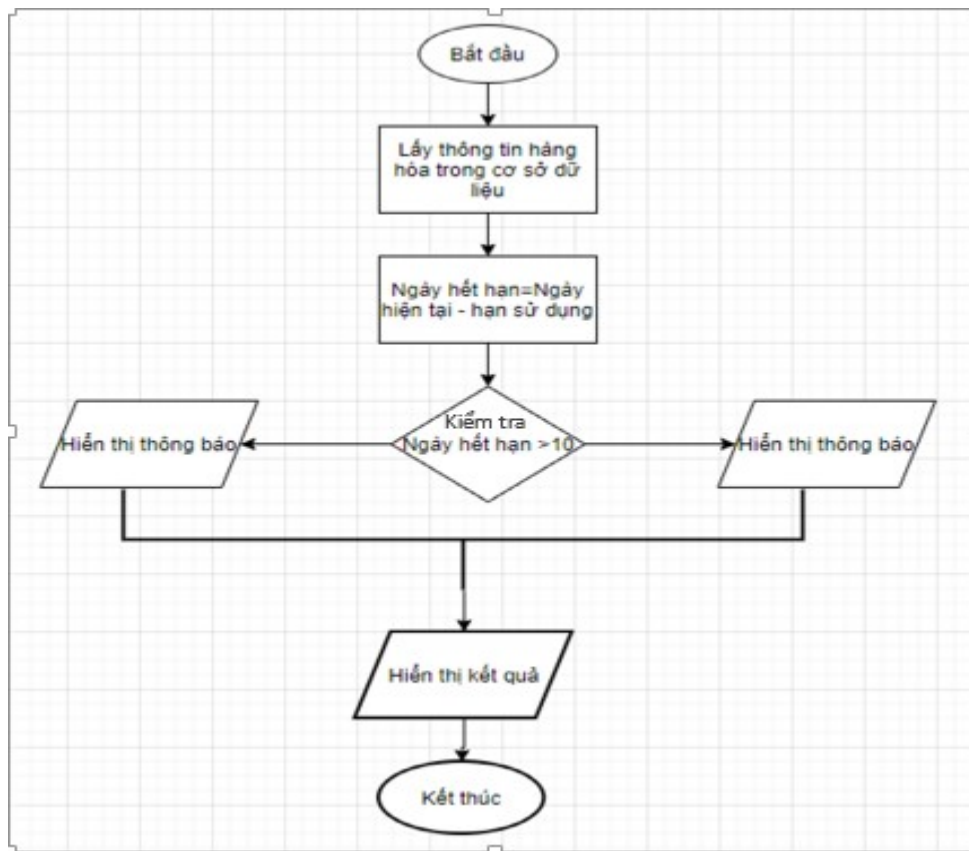 Bắt đầu
Lấy thông tin hàng
hóa trong cơ sở dữ
liệu
Ngày hết hạn=Ngày
hiện tại - hạn sử dụng
Kiểm tra
Ngày hết hạn >10
Hiển thị thông báo
Hiển thị thông báo
Hiển thị kết quả
Kết thúc